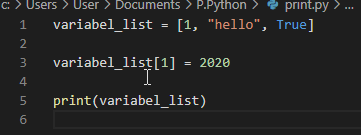 c: > Users > User > Documents > P.Python > print.py > ...
1 variabel_list = [1, "hello", True]
2
3 variabel_list[1] = 2020
4
5 print(variabel_list)
6